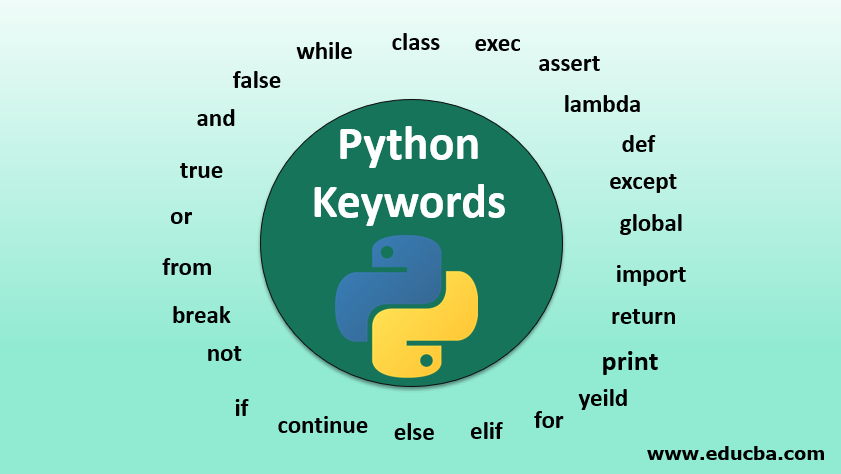 Python
Keywords
class
exec
assert
lambda
def
except
global
import
return
print
yeild
for
elif
else
continue
if
not
break
from
or
true
and
false
while
www.educba.com